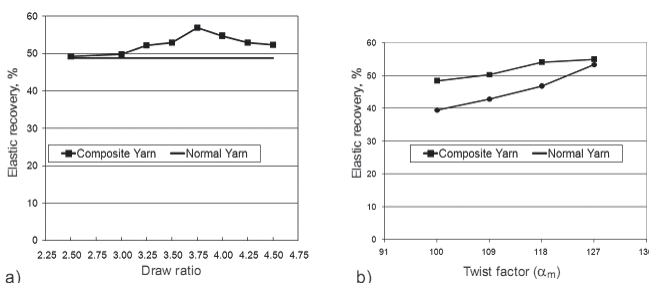 60
50
40
30
20
10
0
Elastic recovery, %
Composite Yarn Normal Yarn
2.25 2.50 2.75 3.00 3.25 3.50 3.75 4.00 4.25 4.50 4.75
Draw ratio
a)
60
50
40
30
20
10
0
Elastic recovery, %
Composite Yarn Normal Yarn
91 100 109 118 127 136
Twist factor (αm)
b)